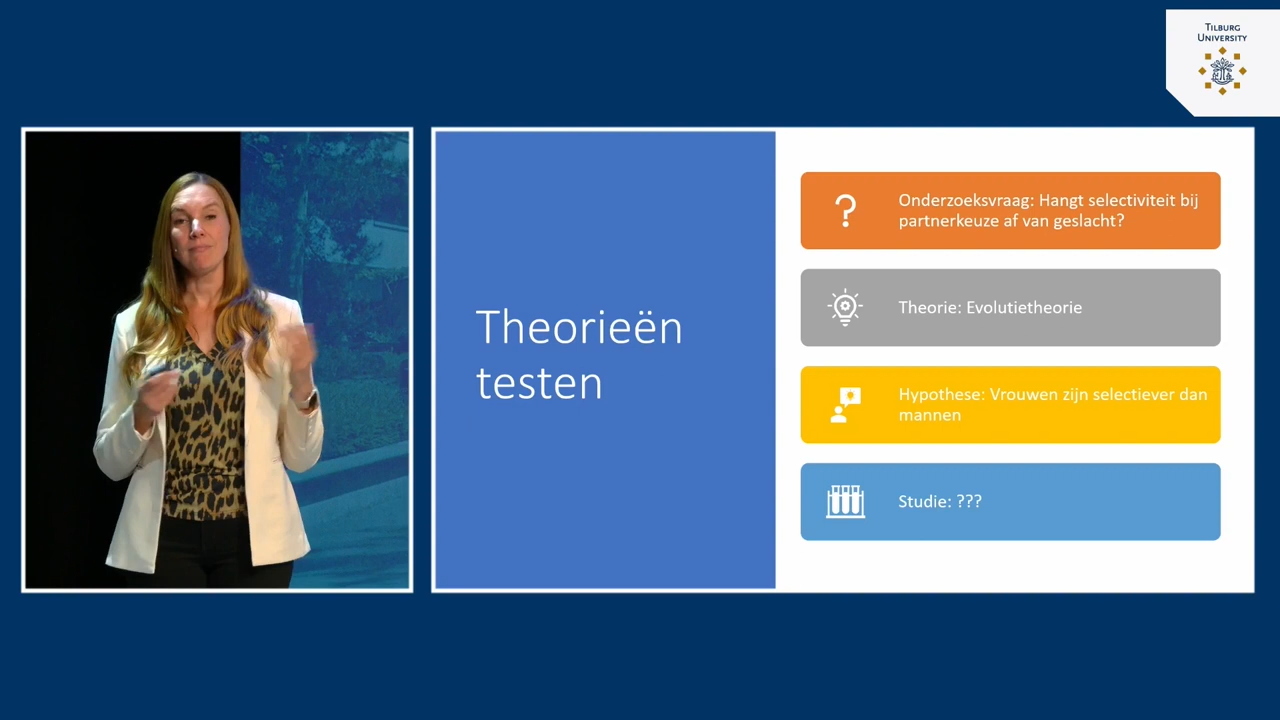 TILBURG
UNIVERSITY
Theorieën
testen
Onderzoeksvraag: Hangt selectiviteit bij
partnerkeuze af van geslacht?
Theorie: Evolutietheorie
Hypothese: Vrouwen zijn selectiever dan
mannen
Studie: ???